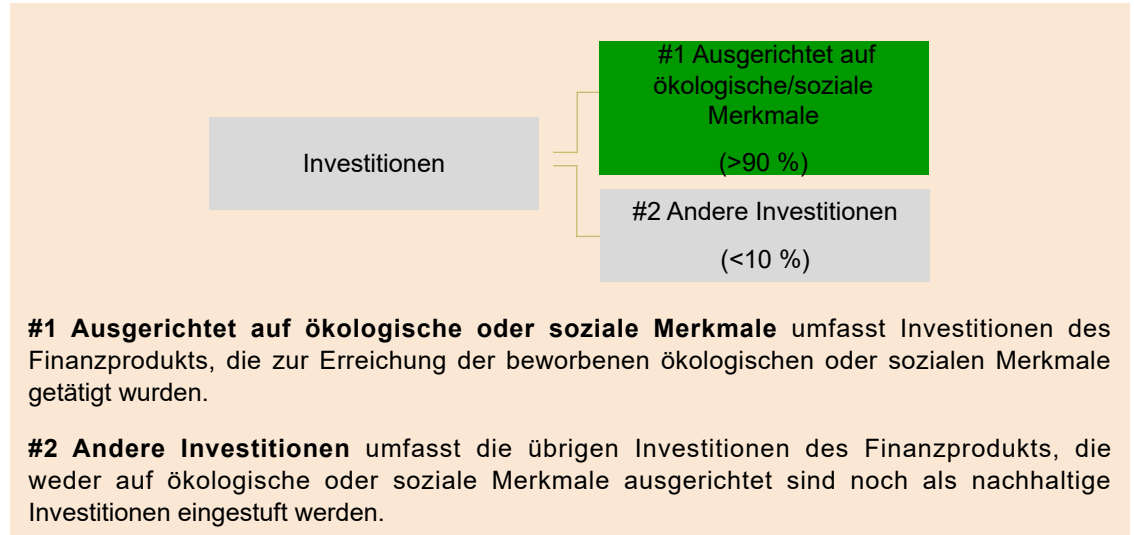 #1 Ausgerichtet auf
ökologische/soziale
Merkmale
(>90 %)
Investitionen
#2 Andere Investitionen
(<10 %)
#1 Ausgerichtet auf ökologische oder soziale Merkmale umfasst Investitionen des
Finanzprodukts, die zur Erreichung der beworbenen ökologischen oder sozialen Merkmale
getätigt wurden.
#2 Andere Investitionen umfasst die übrigen Investitionen des Finanzprodukts, die
weder auf ökologische oder soziale Merkmale ausgerichtet sind noch als nachhaltige
Investitionen eingestuft werden.